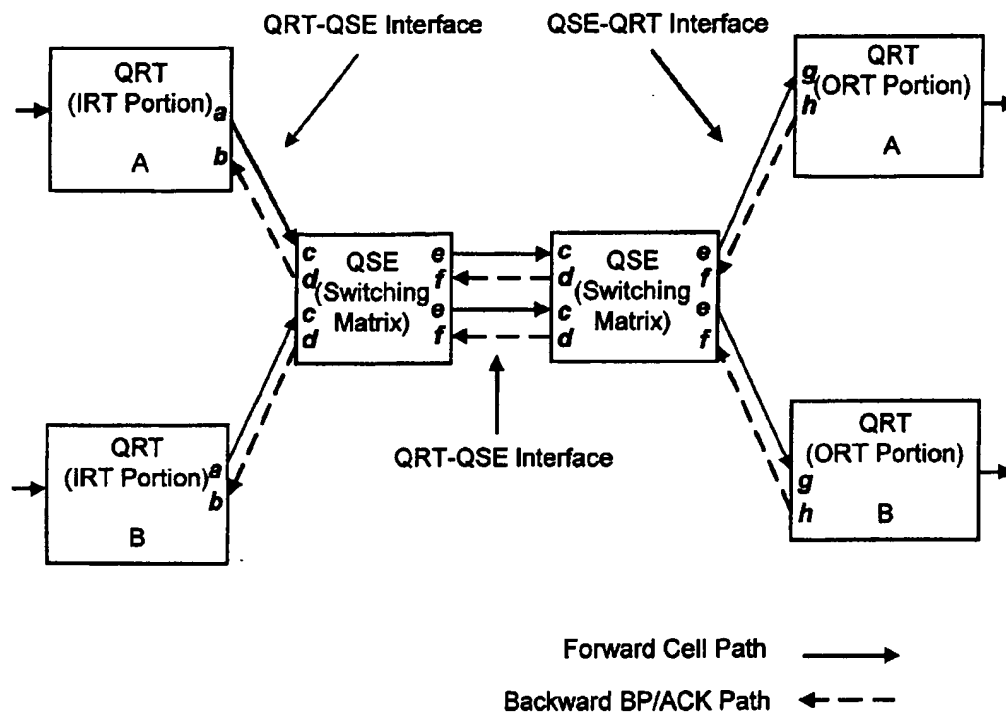 QRT-QSE Interface
QSE-QRT Interface
QRT
(IRT Portion)
a
b
A
QRT
(ORT Portion)
g
h
A
c
d
c
d
QSE
(Switching
Matrix)
e
f
e
f
c
d
c
d
QSE
(Switching
Matrix)
e
f
e
f
QRT
(IRT Portion)
a
b
B
QRT-QSE Interface
QRT
(ORT Portion)
g
h
B
Forward Cell Path
Backward BP/ACK Path